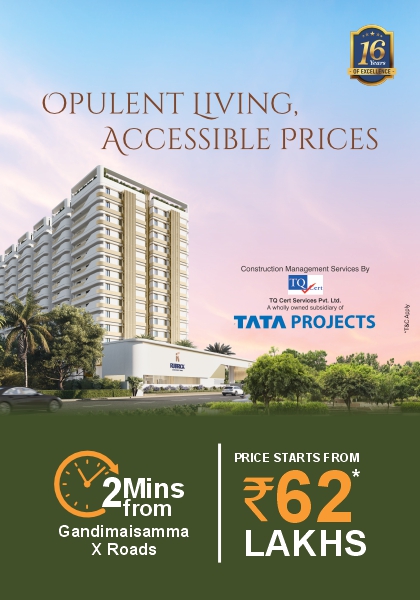 16
Years
OF EXCELLENCE
OPULENT LIVING,
ACCESSIBLE PRICES
Construction Management Services By
TQ Cert
TQ Cert Services Pvt. Ltd.
A wholly owned subsidiary of
TATA PROJECTS
*T&C Apply
2Mins
from
Gandimaisamma
X Roads
PRICE STARTS FROM
₹62*
LAKHS